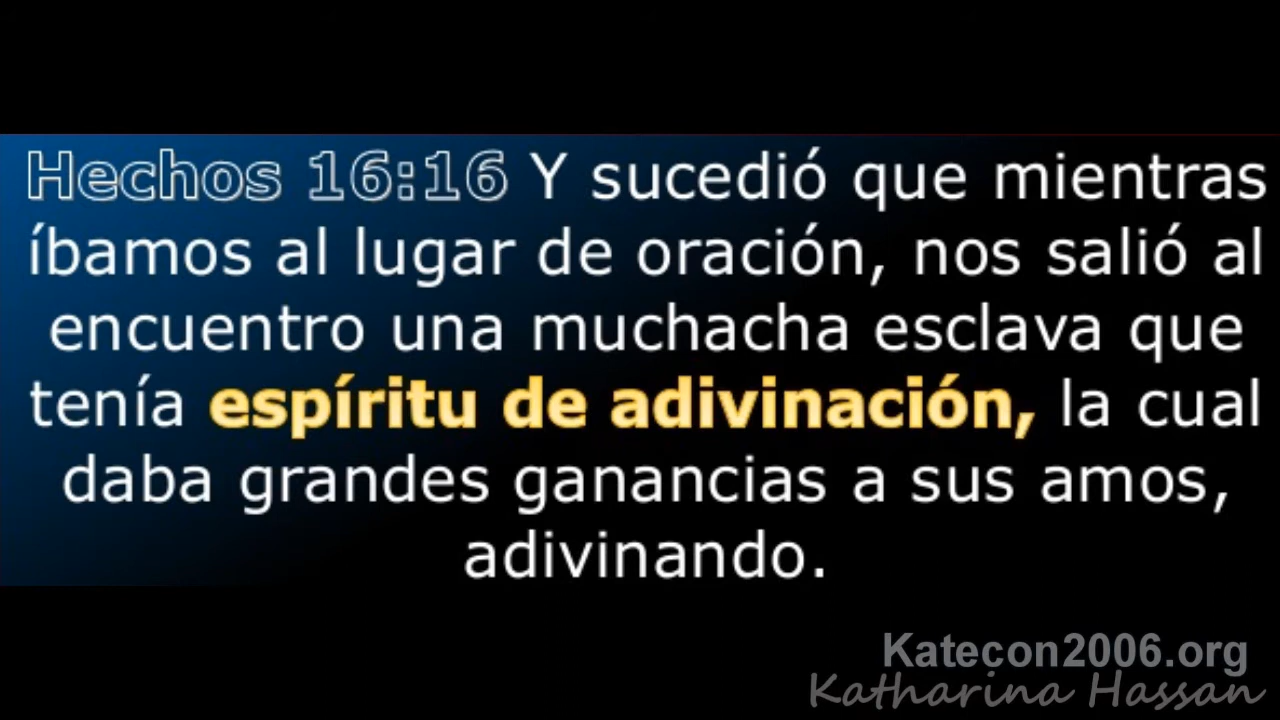 Hechos 16:16 Y sucedió que mientras
íbamos al lugar de oración, nos salió al
encuentro una muchacha esclava que
tenía espíritu de adivinación, la cual
daba grandes ganancias a sus amos,
adivinando.
Katecon2006.org
Katharina Hassan